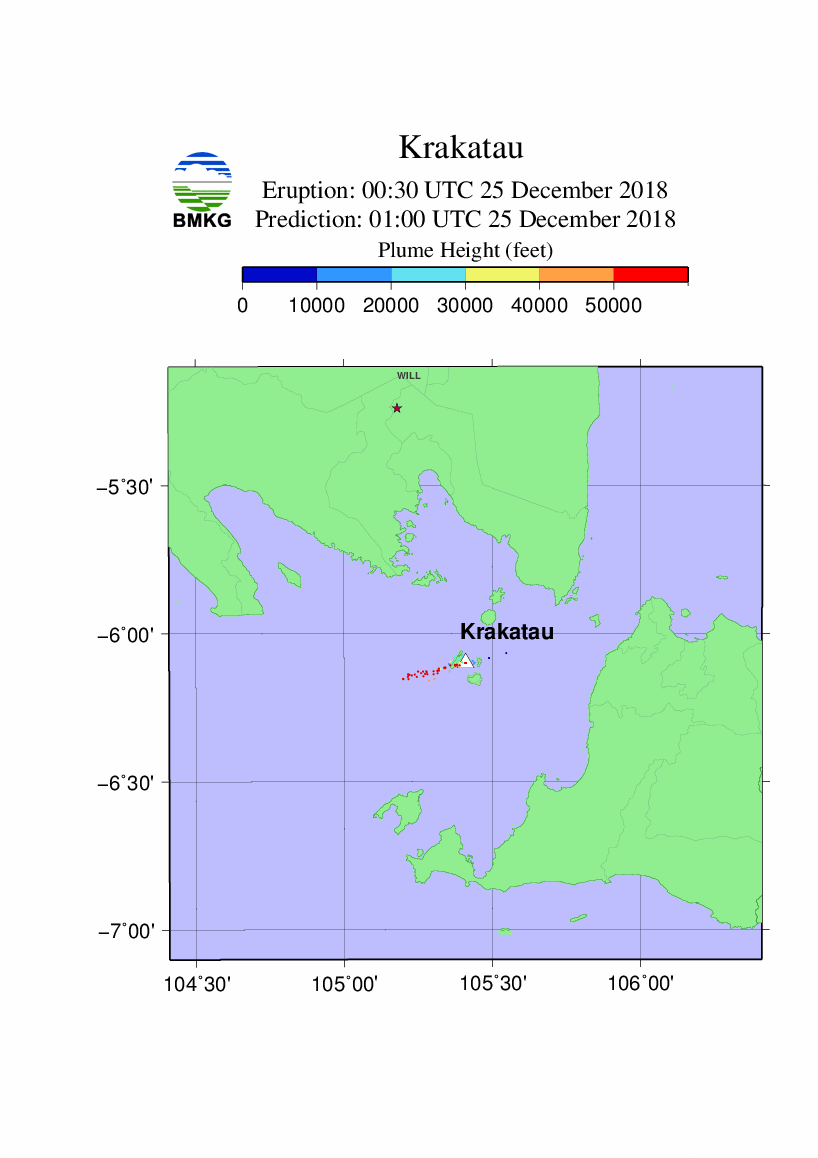 Krakatau
BMKG
Eruption: 00:30 UTC 25 December 2018
Prediction: 01:00 UTC 25 December 2018
Plume Height (feet)
0 10000 20000 30000 40000 50000
WILL
−5˚30'
−6˚00'
Krakatau
−6˚30'
−7˚00'
104˚30' 105˚00' 105˚30' 106˚00'